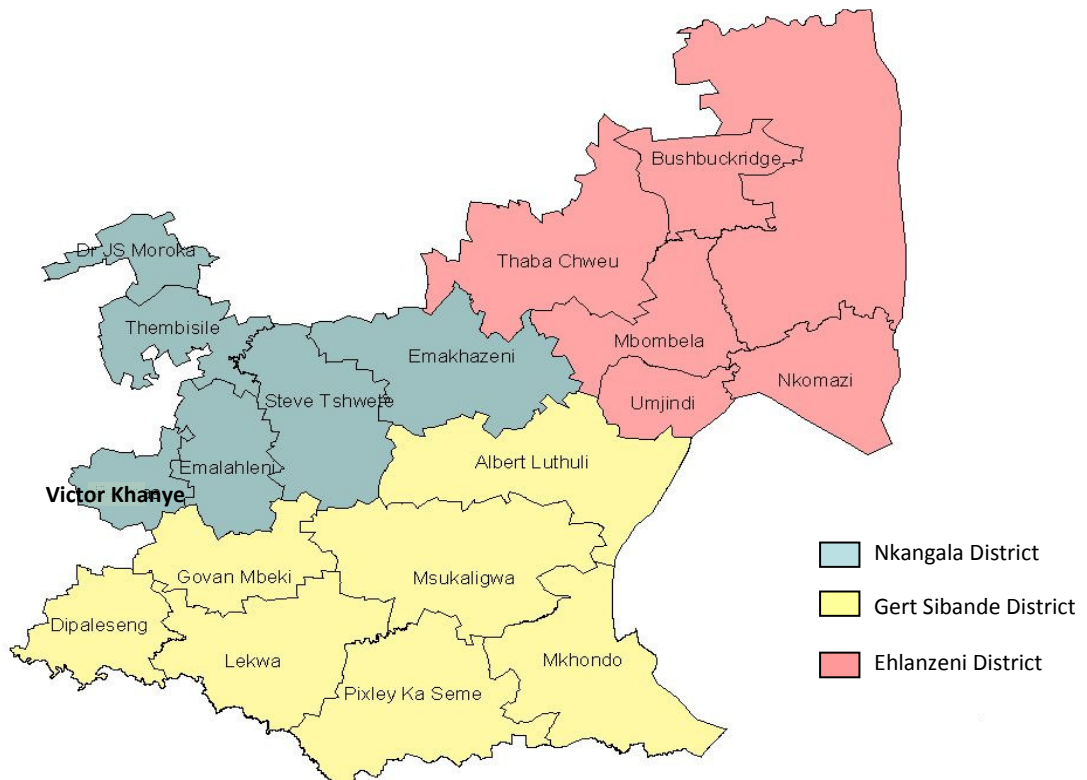 Bushbuckridge
Dr JS Moroka
Thaba Chweu
Thembisile
Mbombela
Emakhazeni
Nkomazi
Steve Tshwete
Umjindi
Albert Luthuli
Emalahleni
Victor Khanye
Nkangala District
Govan Mbeki
Msukaligwa
Gert Sibande District
Dipaleseng
Lekwa
Mkhondo
Ehlanzeni District
Pixley Ka Seme